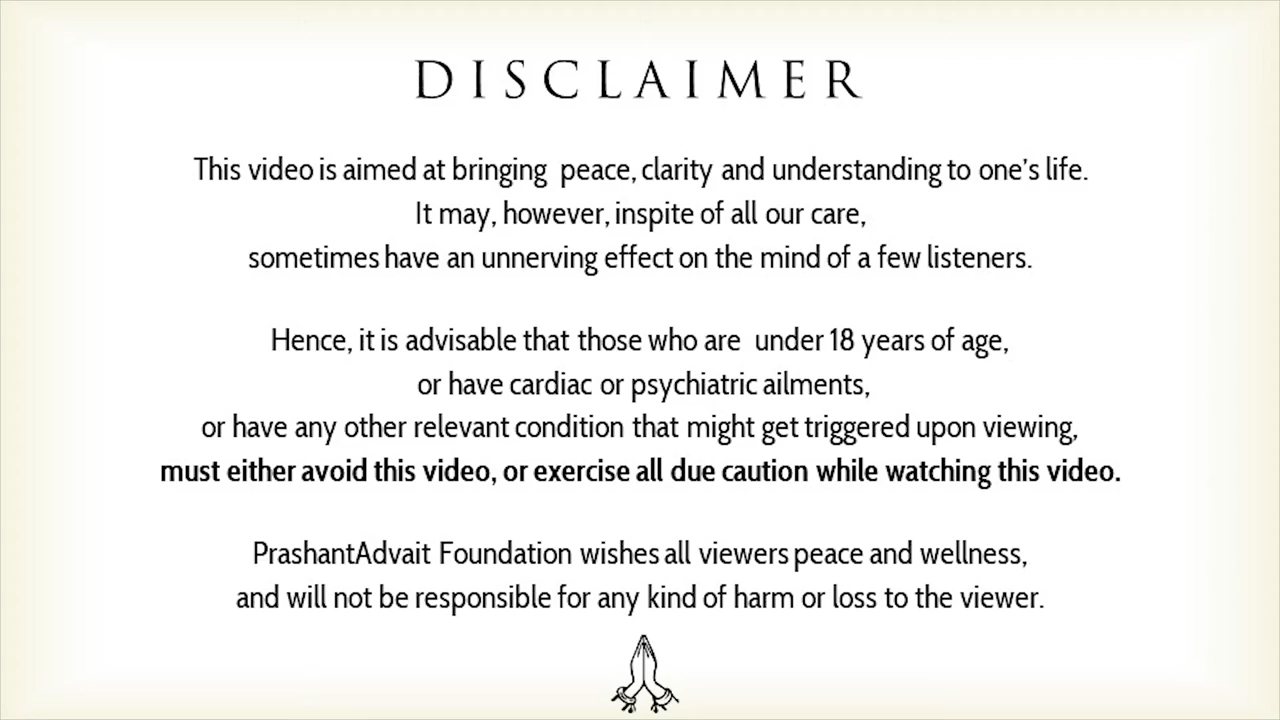 DISCLAIMER
This video is aimed at bringing peace, clarity and understanding to one's life.
It may, however, inspite of all our care,
sometimes have an unnerving effect on the mind of a few listeners.
Hence, it is advisable that those who are under 18 years of age,
or have cardiac or psychiatric ailments,
or have any other relevant condition that might get triggered upon viewing,
must either avoid this video, or exercise all due caution while watching this video.
PrashantAdvait Foundation wishes all viewers peace and wellness,
and will not be responsible for any kind of harm or loss to the viewer.